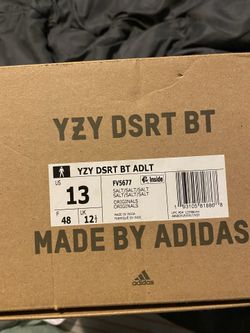 YZY DSRT BT
YZY DSRT BT ADLT
US
13
FV5677
Inside
SALT/SALT/SALT
SALT/SALT/SALT
ORIGINALS
ORIGINALS
F
48
UK
12½
MADE IN INDIA
MADE BY ADIDAS
adidas